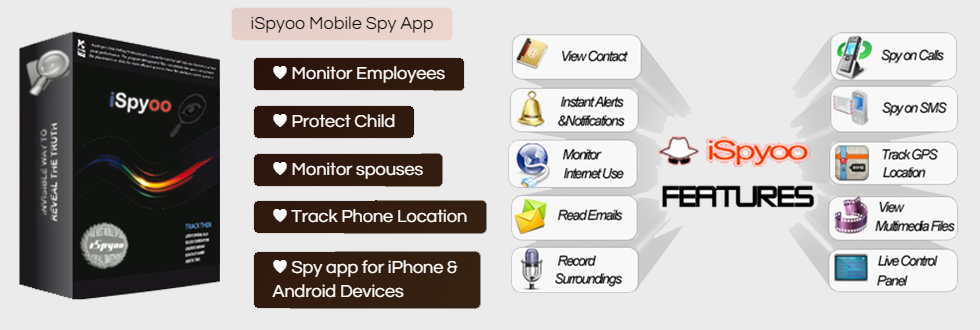 iSpyoo Mobile Spy App
Monitor Employees
Protect Child
Monitor spouses
Track Phone Location
Spy app for iPhone &
Android Devices
iSpyoo
INVISIBLE WAY TO
REVEAL THE TRUTH
TRACK THEM
iSpyoo
View Contact
Instant Alerts
&Notifications
Monitor
Internet Use
Read Emails
Record
Surroundings
iSpyoo
FEATURES
Spy on Calls
Spy on SMS
Track GPS
Location
View
Multimedia Files
Live Control
Panel